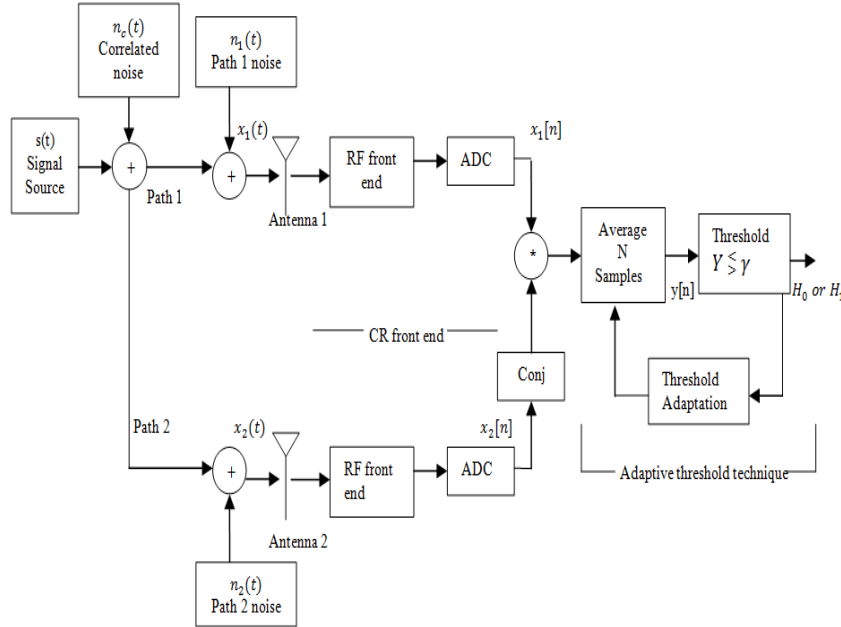 n_c(t)
Correlated
noise
n_1(t)
Path 1 noise
s(t)
Signal
Source
+
Path 1
x_1(t)
+
Antenna 1
RF front
end
ADC
x_1[n]
*
Average
N
Samples
y[n]
Threshold
Y <> γ
H_0 or H
CR front end
Conj
Threshold
Adaptation
Adaptive threshold technique
Path 2
x_2(t)
+
Antenna 2
RF front
end
ADC
x_2[n]
n_2(t)
Path 2 noise